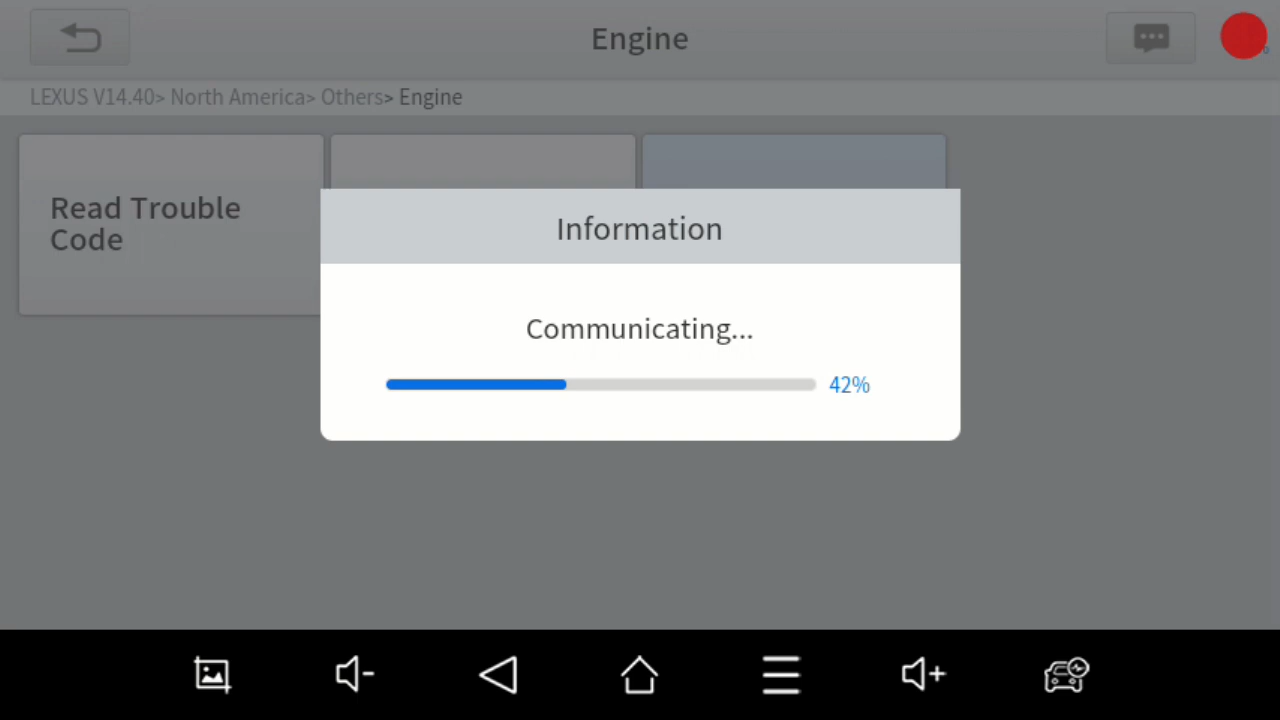 Engine
LEXUS V14.40> North America> Others> Engine
Read Trouble
Code
Information
Communicating...
42%